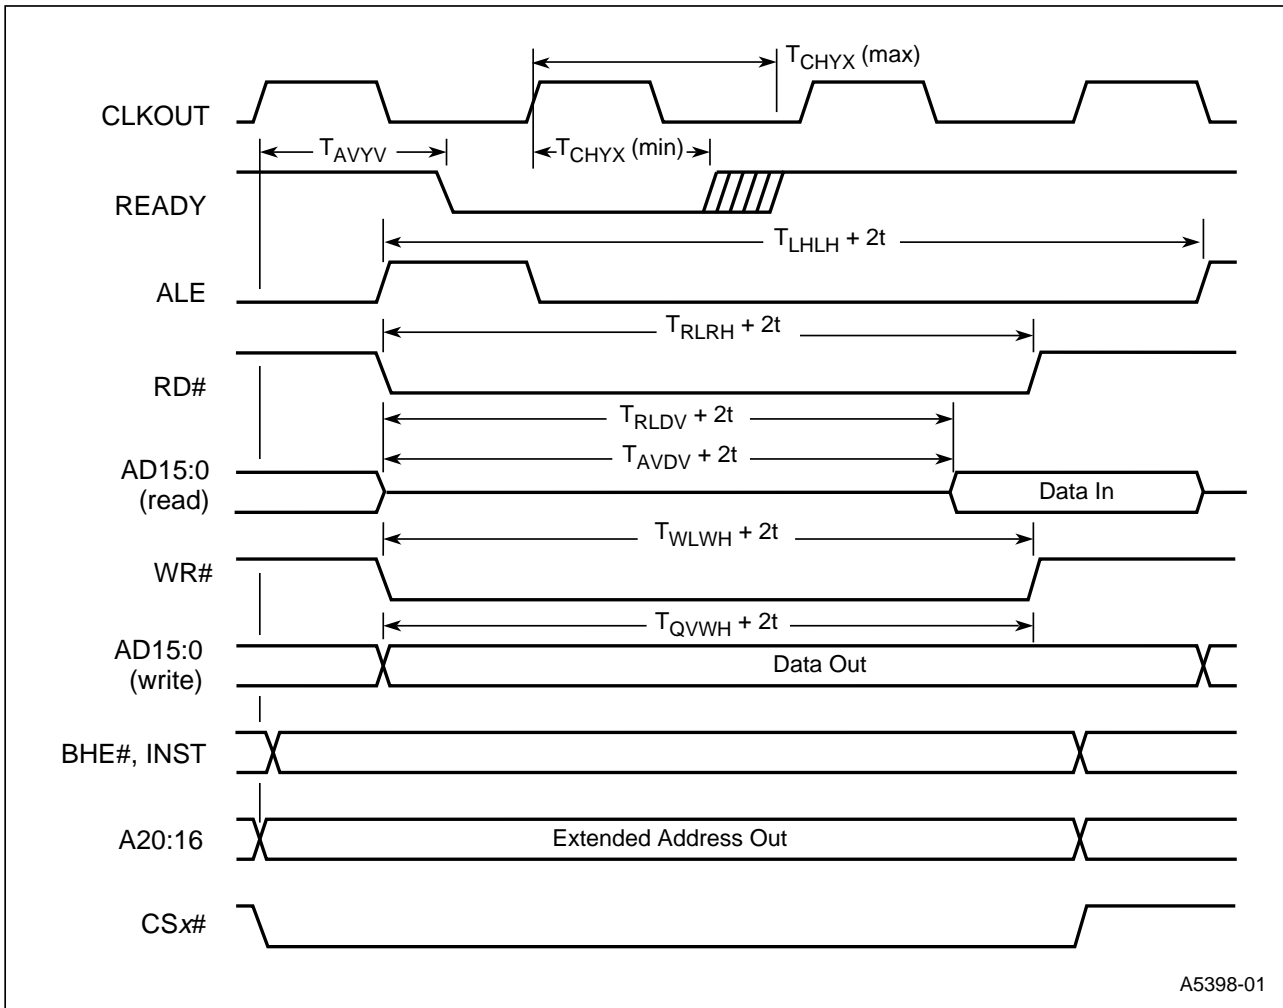 T_CHYX (max)
CLKOUT
T_AVYV
T_CHYX (min)
READY
T_LHLH + 2t
ALE
T_RLRH + 2t
RD#
T_RLDV + 2t
T_AVDV + 2t
AD15:0
(read)
Data In
T_WLWH + 2t
WR#
T_QVWH + 2t
AD15:0
(write)
Data Out
BHE#, INST
A20:16
Extended Address Out
CSx#
A5398-01